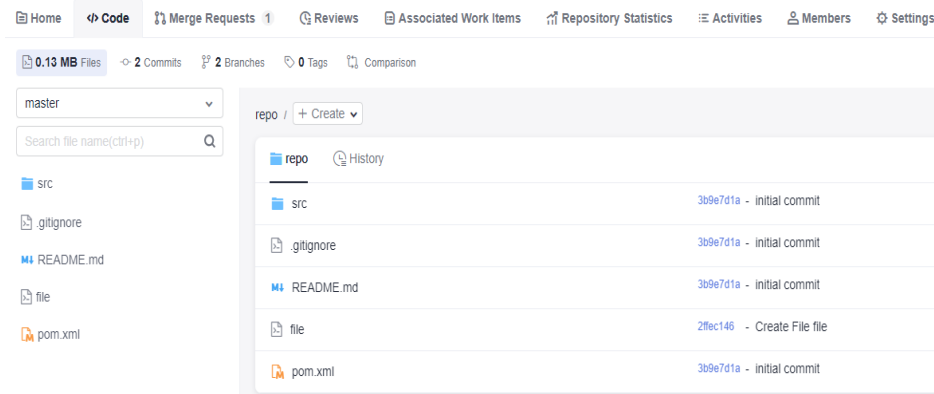 Home Code Merge Requests 1 Reviews Associated Work Items Repository Statistics Activities Members Settings
0.13 MB Files 2 Commits 2 Branches 0 Tags Comparison
master
repo / + Create
Search file name(ctrl+p)
repo History
src
.gitignore
README.md
file
pom.xml
src 3b9e7d1a - initial commit
.gitignore 3b9e7d1a - initial commit
README.md 3b9e7d1a - initial commit
file 2ffec146 - Create File file
pom.xml 3b9e7d1a - initial commit